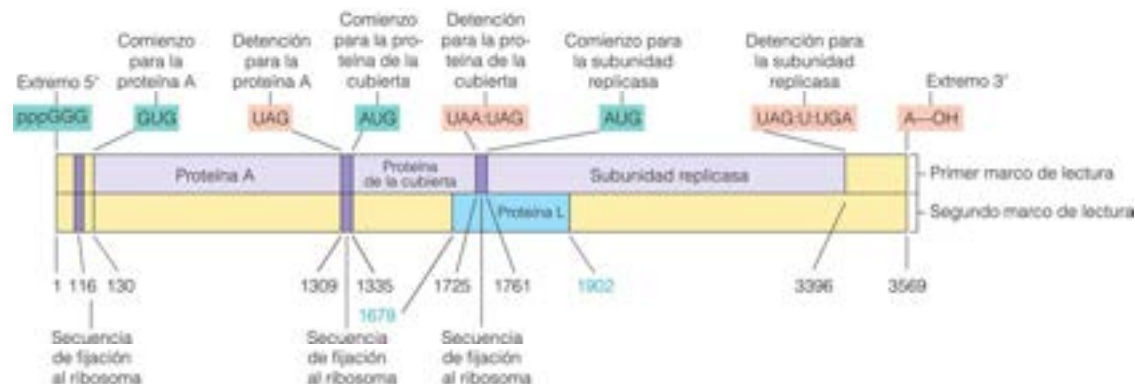 Extremo 5'
Comienzo
para la
proteína A
Detención
para la
proteína A
Comienzo
para la pro-
teína de la
cubierta
Detención
para la pro-
teína de la
cubierta
Comienzo para
la subunidad
replicasa
Detención para
la subunidad
replicasa
Extremo 3'
pppGGG
GUG
UAG
AUG
UAA:UAG
AUG
UAG:U:UGA
A—OH
Proteína A
Proteína
de la cubierta
Subunidad replicasa
Primer marco de lectura
Proteína L
Segundo marco de lectura
1 116 130 1309 1335 1725 1761 1902 3396 3569
1679
Secuencia
de fijación
al ribosoma
Secuencia
de fijación
al ribosoma
Secuencia
de fijación
al ribosoma